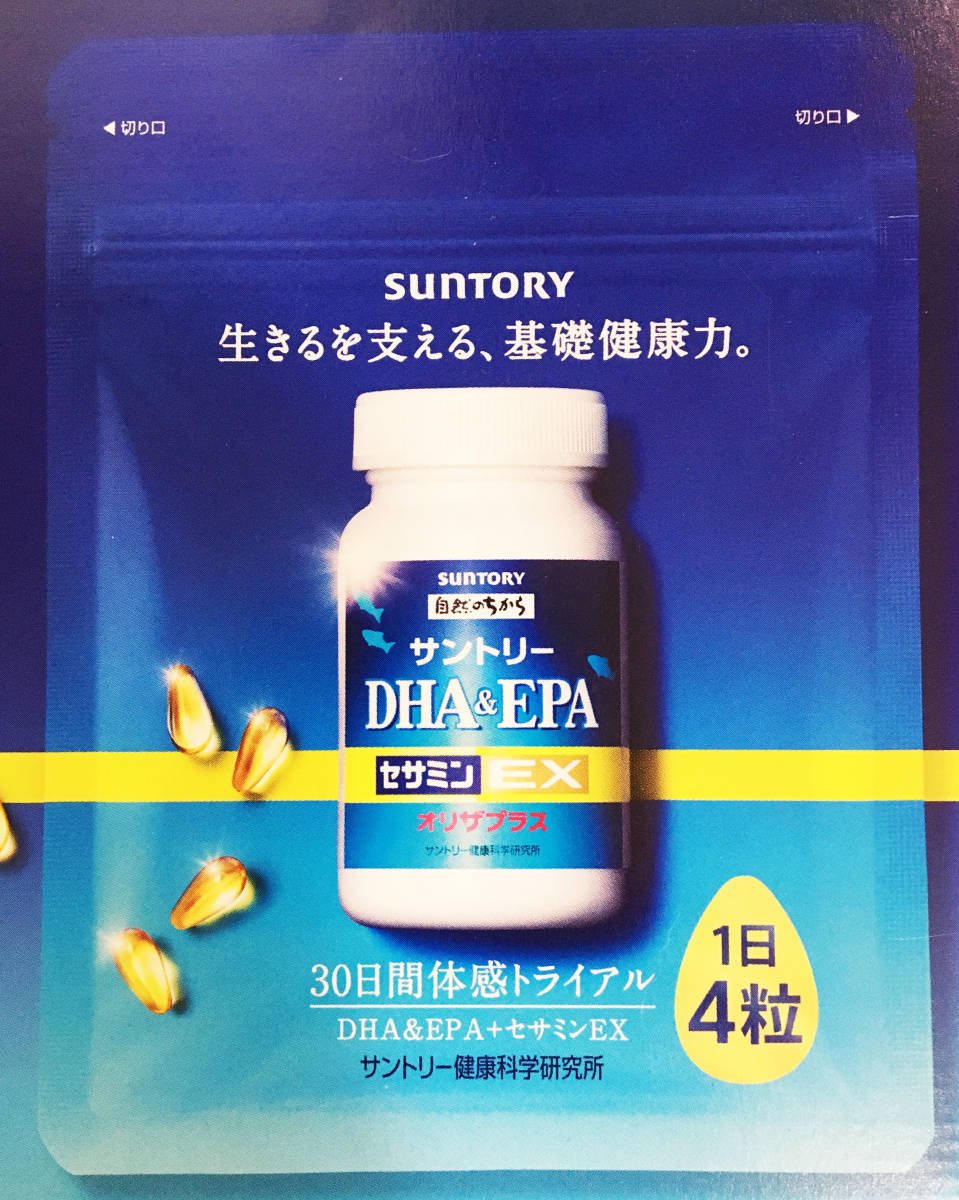 ◀切り口
切り口▶
SUNTORY
生きるを支える、基礎健康力。
SUNTORY
自然のちから
サントリー
DHA&EPA
セサミンEX
オリザプラス
サントリー健康科学研究所
1日
4粒
30日間体感トライアル
DHA&EPA+セサミンEX
サントリー健康科学研究所